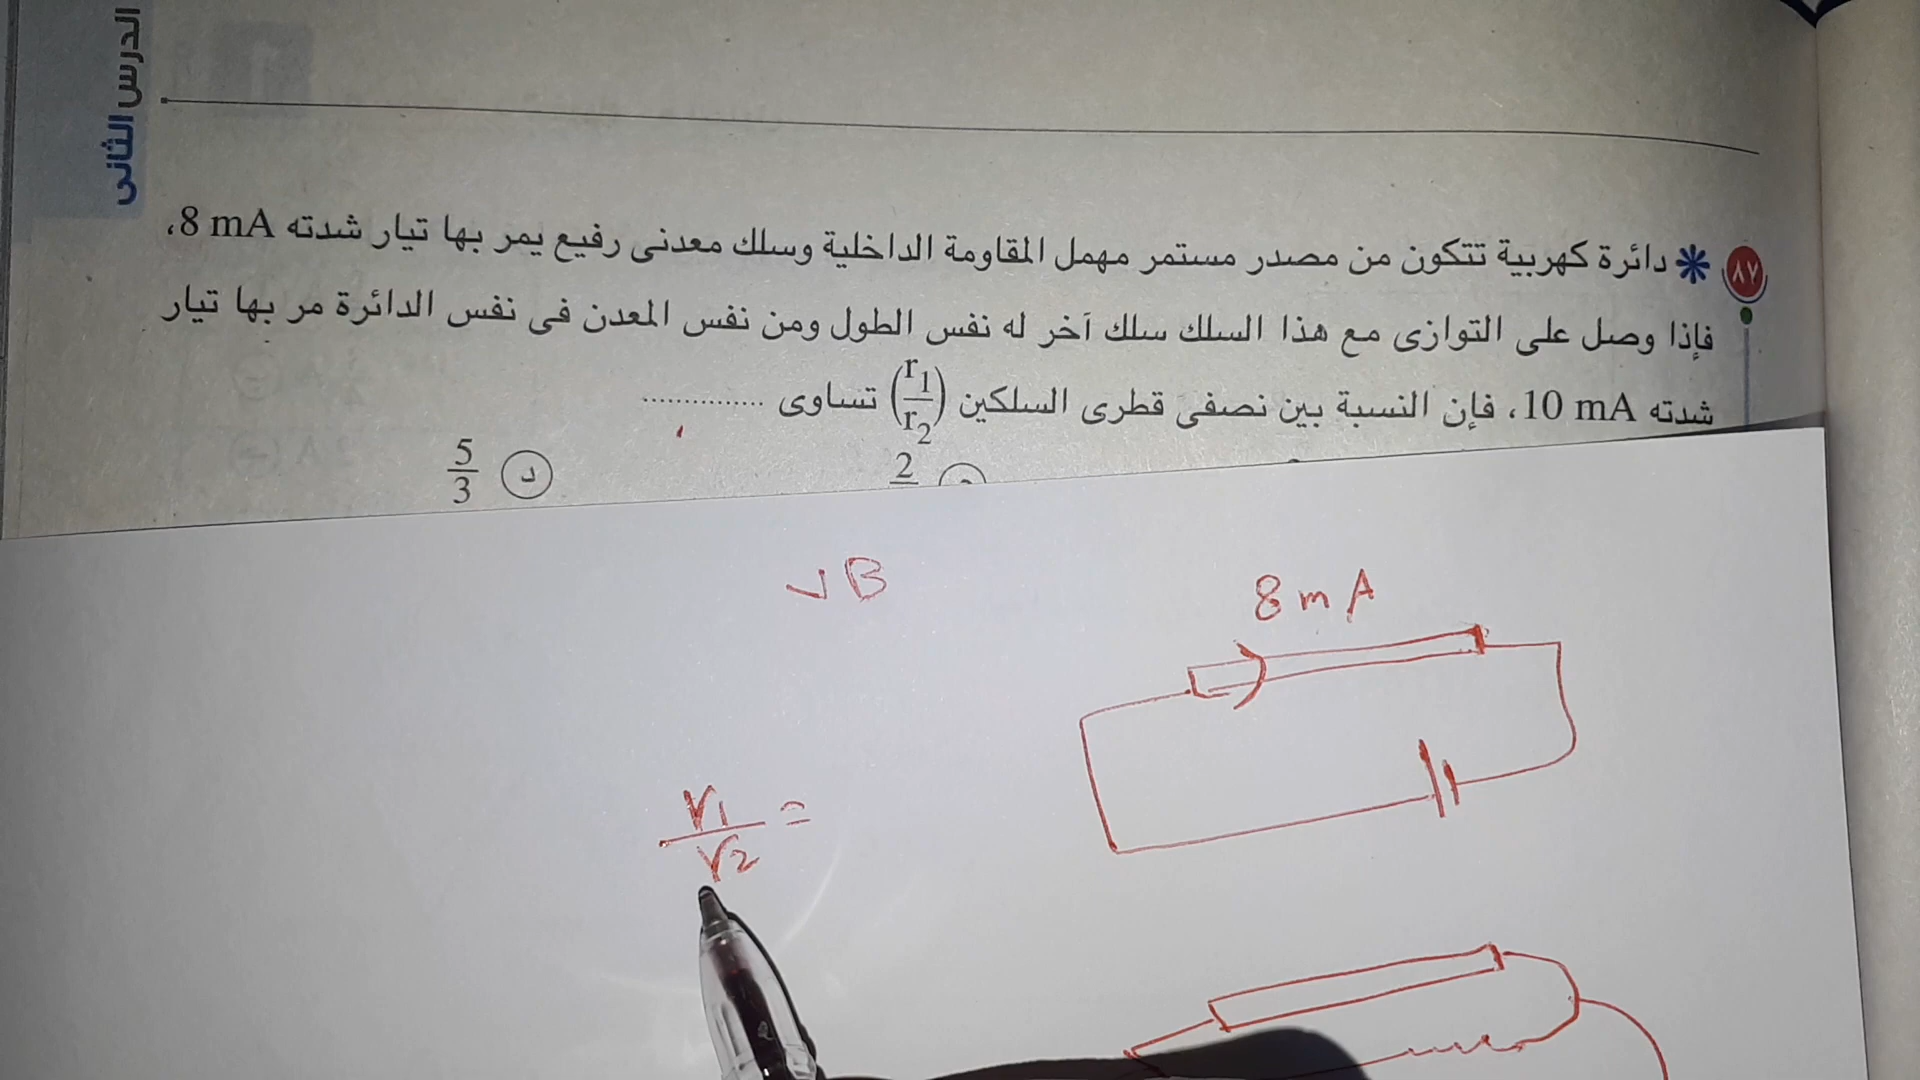 الدرس الثانى
٨٧ * دائرة كهربية تتكون من مصدر مستمر مهمل المقاومة الداخلية وسلك معدنى رفيع يمر بها تيار شدته 8 mA،
فإذا وصل على التوازى مع هذا السلك سلك آخر له نفس الطول ومن نفس المعدن فى نفس الدائرة مر بها تيار
شدته 10 mA، فإن النسبة بين نصفى قطرى السلكين (r₁/r₂) تساوى ...............
2
د 5/3
VB
8 mA
r₁/r₂ =